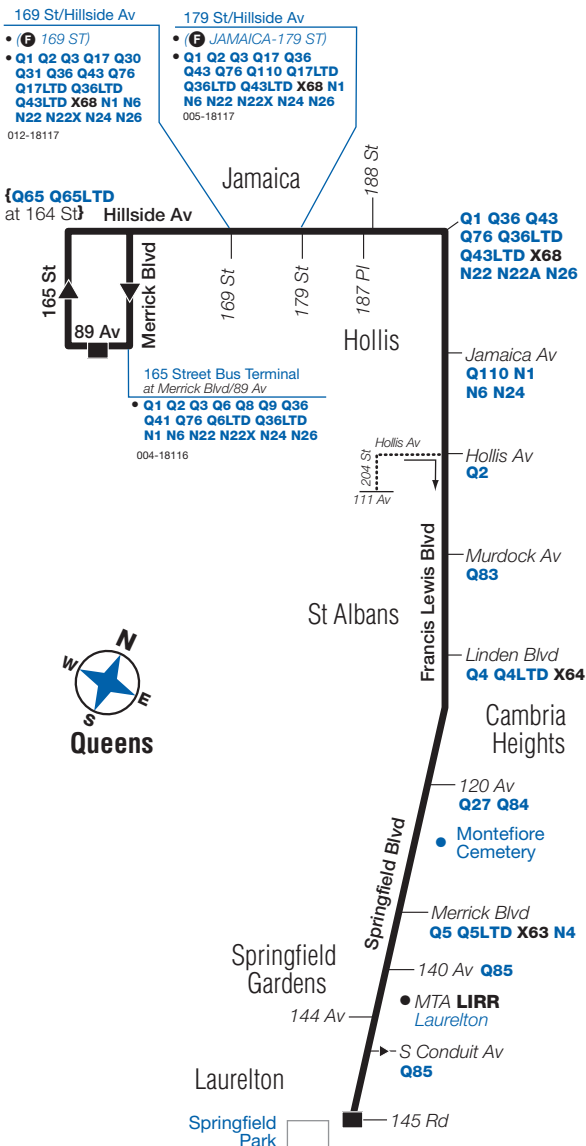 169 St/Hillside Av
• (F 169 ST)
• Q1 Q2 Q3 Q17 Q30
Q31 Q36 Q43 Q76
Q17LTD Q36LTD
Q43LTD X68 N1 N6
N22 N22X N24 N26
012-18117
179 St/Hillside Av
• (F JAMAICA-179 ST)
• Q1 Q2 Q3 Q17 Q36
Q43 Q76 Q110 Q17LTD
Q36LTD Q43LTD X68 N1
N6 N22 N22X N24 N26
005-18117
Jamaica
188 St
{Q65 Q65LTD
at 164 St}
Hillside Av
Q1 Q36 Q43
Q76 Q36LTD
Q43LTD X68
N22 N22A N26
165 St
Merrick Blvd
169 St
179 St
187 Pl
89 Av
Hollis
Jamaica Av
Q110 N1
N6 N24
165 Street Bus Terminal
at Merrick Blvd/89 Av
• Q1 Q2 Q3 Q6 Q8 Q9 Q36
Q41 Q76 Q6LTD Q36LTD
N1 N6 N22 N22X N24 N26
004-18116
Hollis Av
204 St
111 Av
Hollis Av
Q2
Francis Lewis Blvd
Murdock Av
Q83
St Albans
Linden Blvd
Q4 Q4LTD X64
N
W
E
S
Queens
Cambria
Heights
120 Av
Q27 Q84
Springfield Blvd
• Montefiore
Cemetery
Merrick Blvd
Q5 Q5LTD X63 N4
Springfield
Gardens
140 Av Q85
• MTA LIRR
Laurelton
144 Av
S Conduit Av
Q85
Laurelton
Springfield
Park
145 Rd